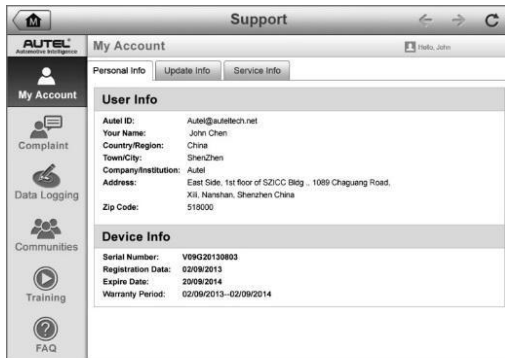 M
Support
AUTEL
Automotive Intelligence
My Account
Hello, John
My Account
Complaint
Data Logging
Communities
Training
FAQ
Personal Info
Update Info
Service Info
User Info
Autel ID: Autel@auteltech.net
Your Name: John Chen
Country/Region: China
Town/City: ShenZhen
Company/Institution: Autel
Address: East Side, 1st floor of SZICC Bldg ., 1089 Chaguang Road,
Xili, Nanshan, Shenzhen China
Zip Code: 518000
Device Info
Serial Number: V09G20130803
Registration Data: 02/09/2013
Expire Date: 20/09/2014
Warranty Period: 02/09/2013--02/09/2014